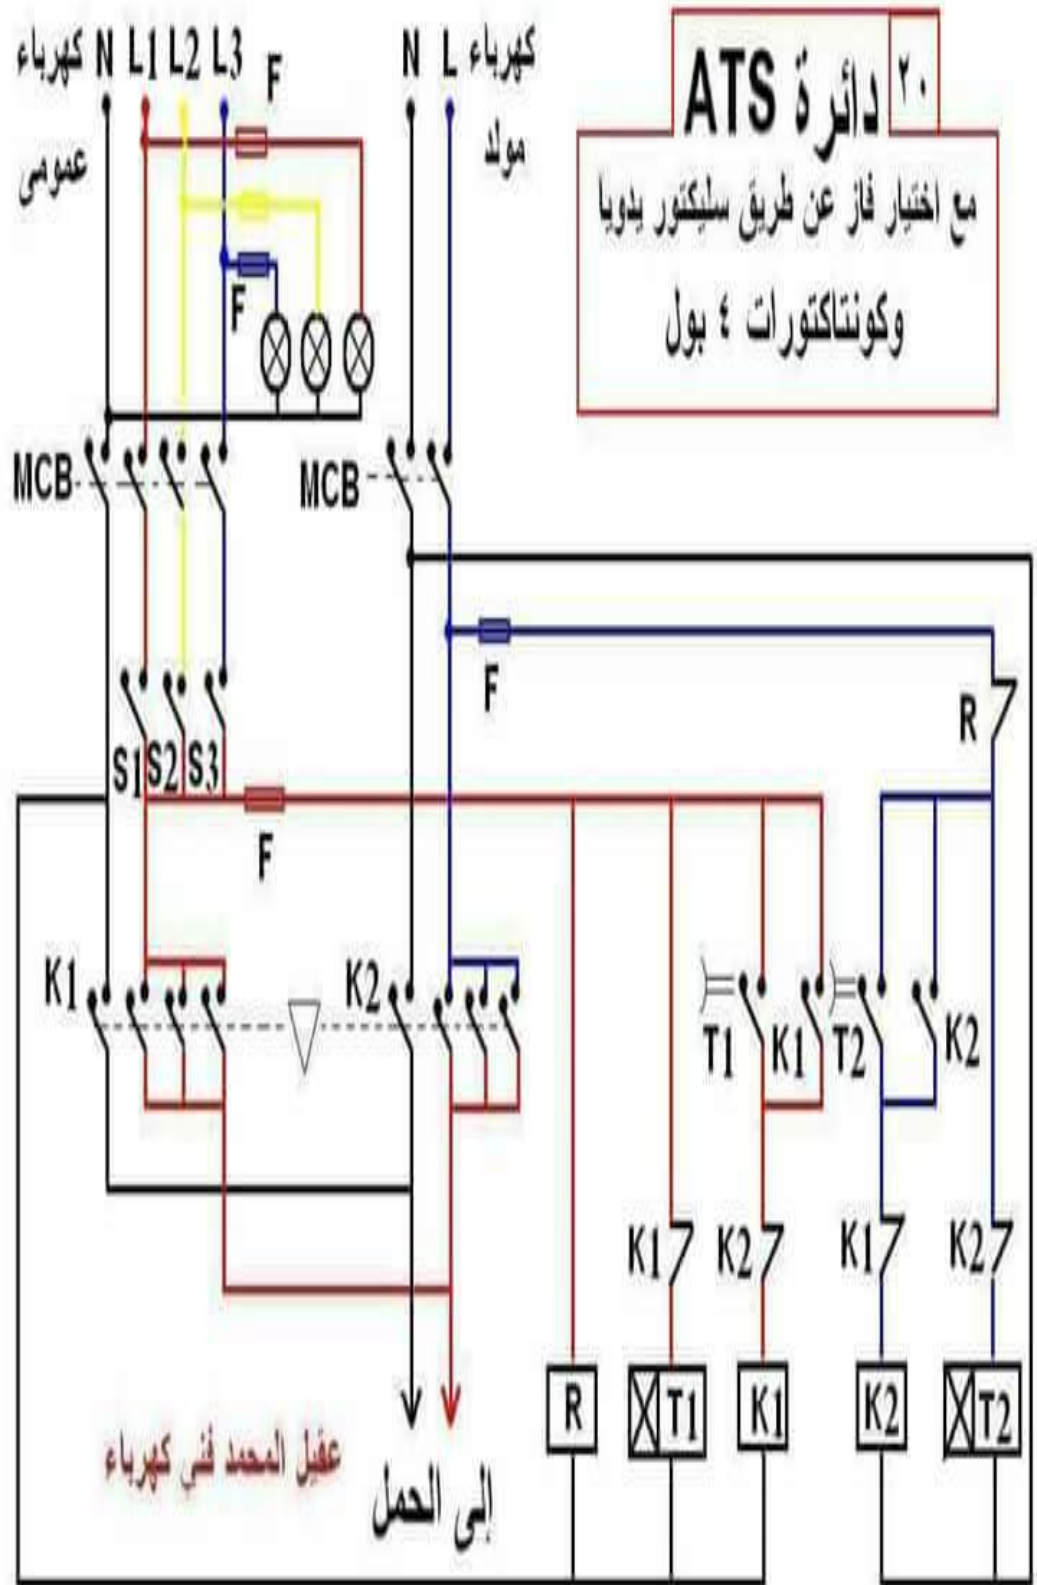 ٢٠ دائرة ATS
مع اختيار فاز عن طريق سليكتور يدويا
وكونتاكتورات ٤ بول
كهرباء N L1 L2 L3 F
عمومى
N L كهرباء
مولد
F
MCB
MCB
F
R
S1 S2 S3
F
K1
K2
T1 K1 T2 K2
K1 K2 K1 K2
R T1 K1 K2 T2
عقيل المحمد فني كهرباء
إلى الحمل